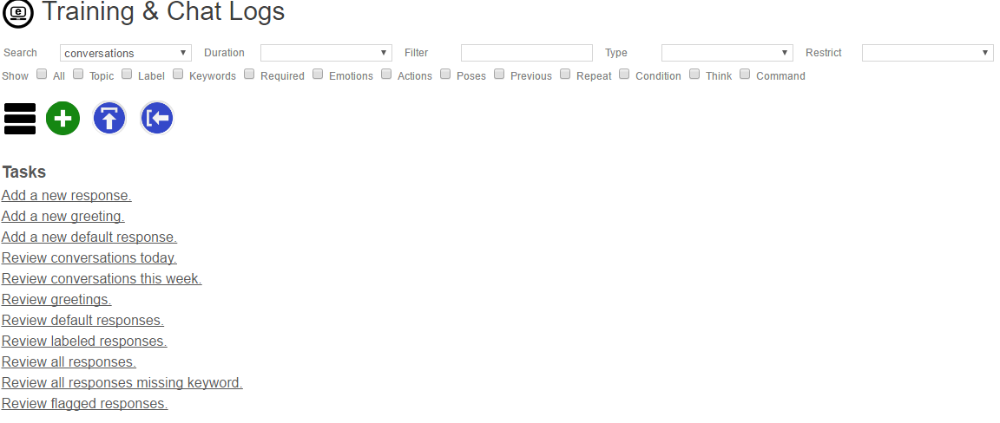 Training & Chat Logs
Search conversations Duration Filter Type Restrict
Show All Topic Label Keywords Required Emotions Actions Poses Previous Repeat Condition Think Command
Tasks
Add a new response.
Add a new greeting.
Add a new default response.
Review conversations today.
Review conversations this week.
Review greetings.
Review default responses.
Review labeled responses.
Review all responses.
Review all responses missing keyword.
Review flagged responses.